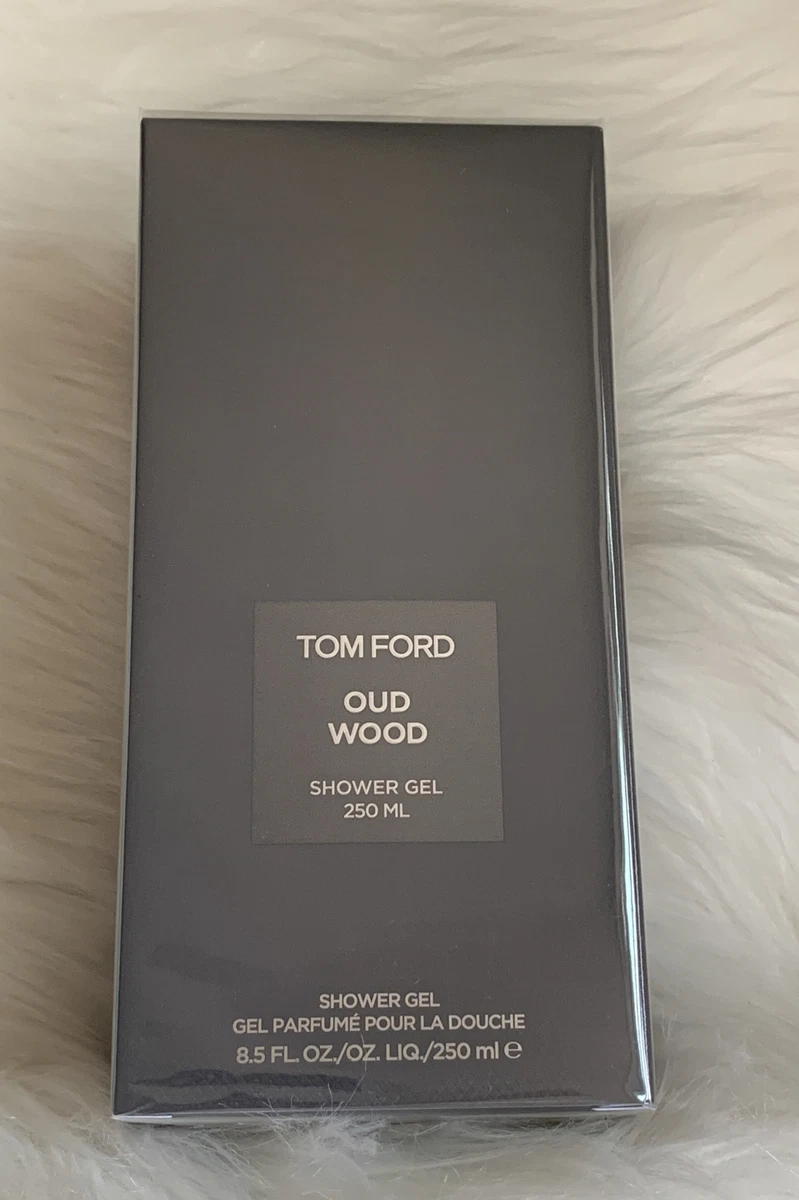 TOM FORD
OUD
WOOD
SHOWER GEL
250 ML
SHOWER GEL
GEL PARFUMÉ POUR LA DOUCHE
8.5 FL. OZ./OZ. LIQ./250 ml ℮